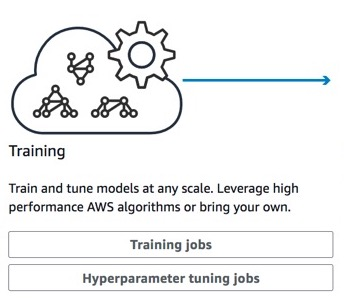 Training
Train and tune models at any scale. Leverage high
performance AWS algorithms or bring your own.
Training jobs
Hyperparameter tuning jobs